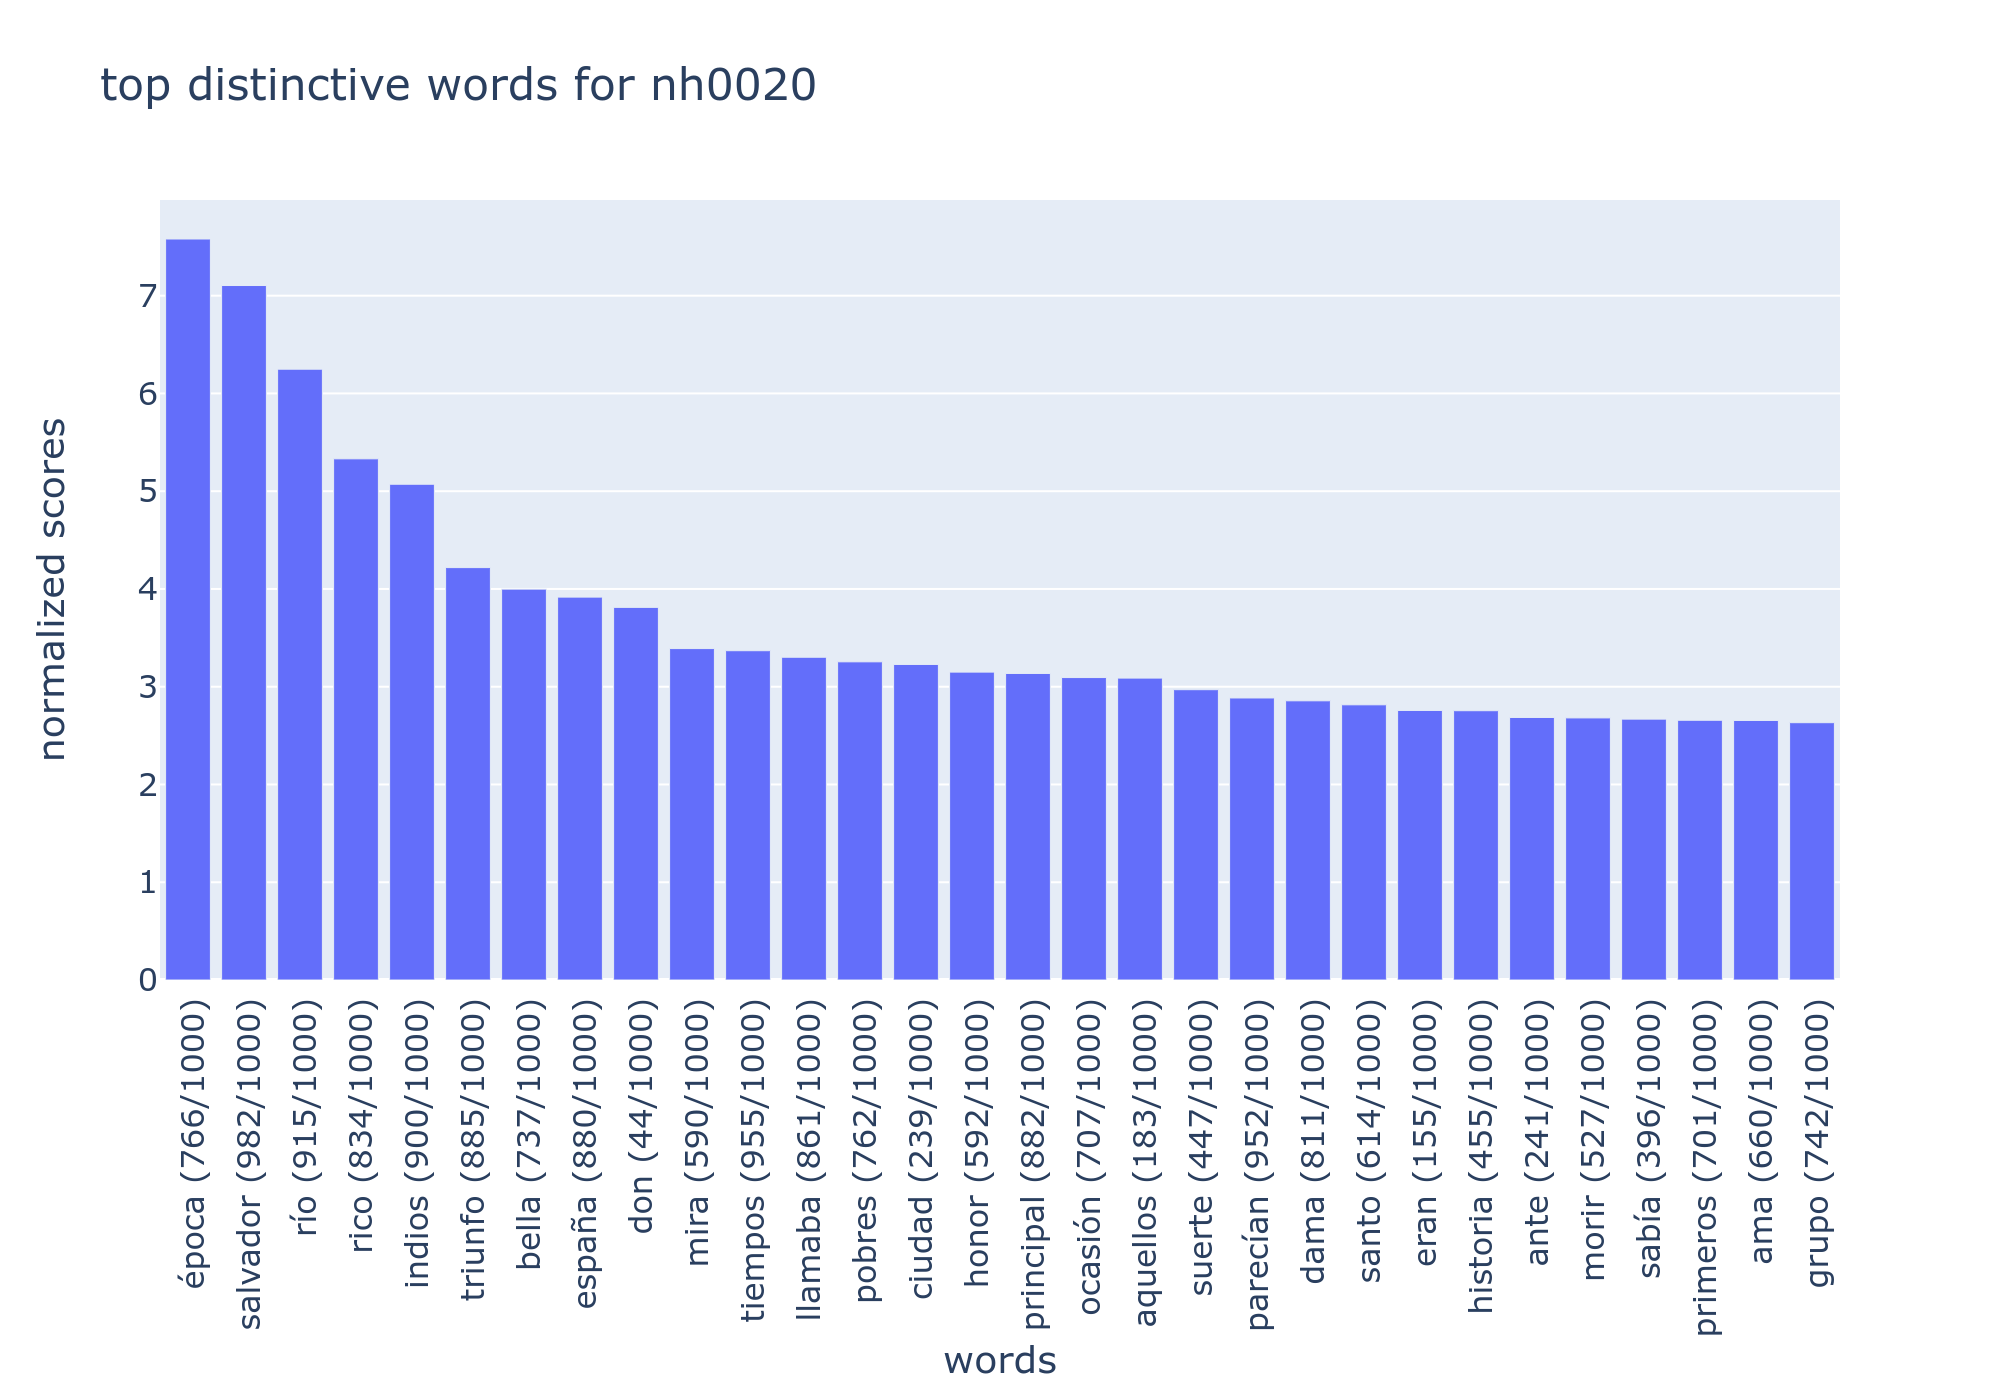 top distinctive words for nh0020
normalized scores
7
6
5
4
3
2
1
0
época (766/1000)
salvador (982/1000)
río (915/1000)
rico (834/1000)
indios (900/1000)
triunfo (885/1000)
bella (737/1000)
españa (880/1000)
don (44/1000)
mira (590/1000)
tiempos (955/1000)
llamaba (861/1000)
pobres (762/1000)
ciudad (239/1000)
honor (592/1000)
principal (882/1000)
ocasión (707/1000)
aquellos (183/1000)
suerte (447/1000)
parecían (952/1000)
dama (811/1000)
santo (614/1000)
eran (155/1000)
historia (455/1000)
ante (241/1000)
morir (527/1000)
sabía (396/1000)
primeros (701/1000)
ama (660/1000)
grupo (742/1000)
words